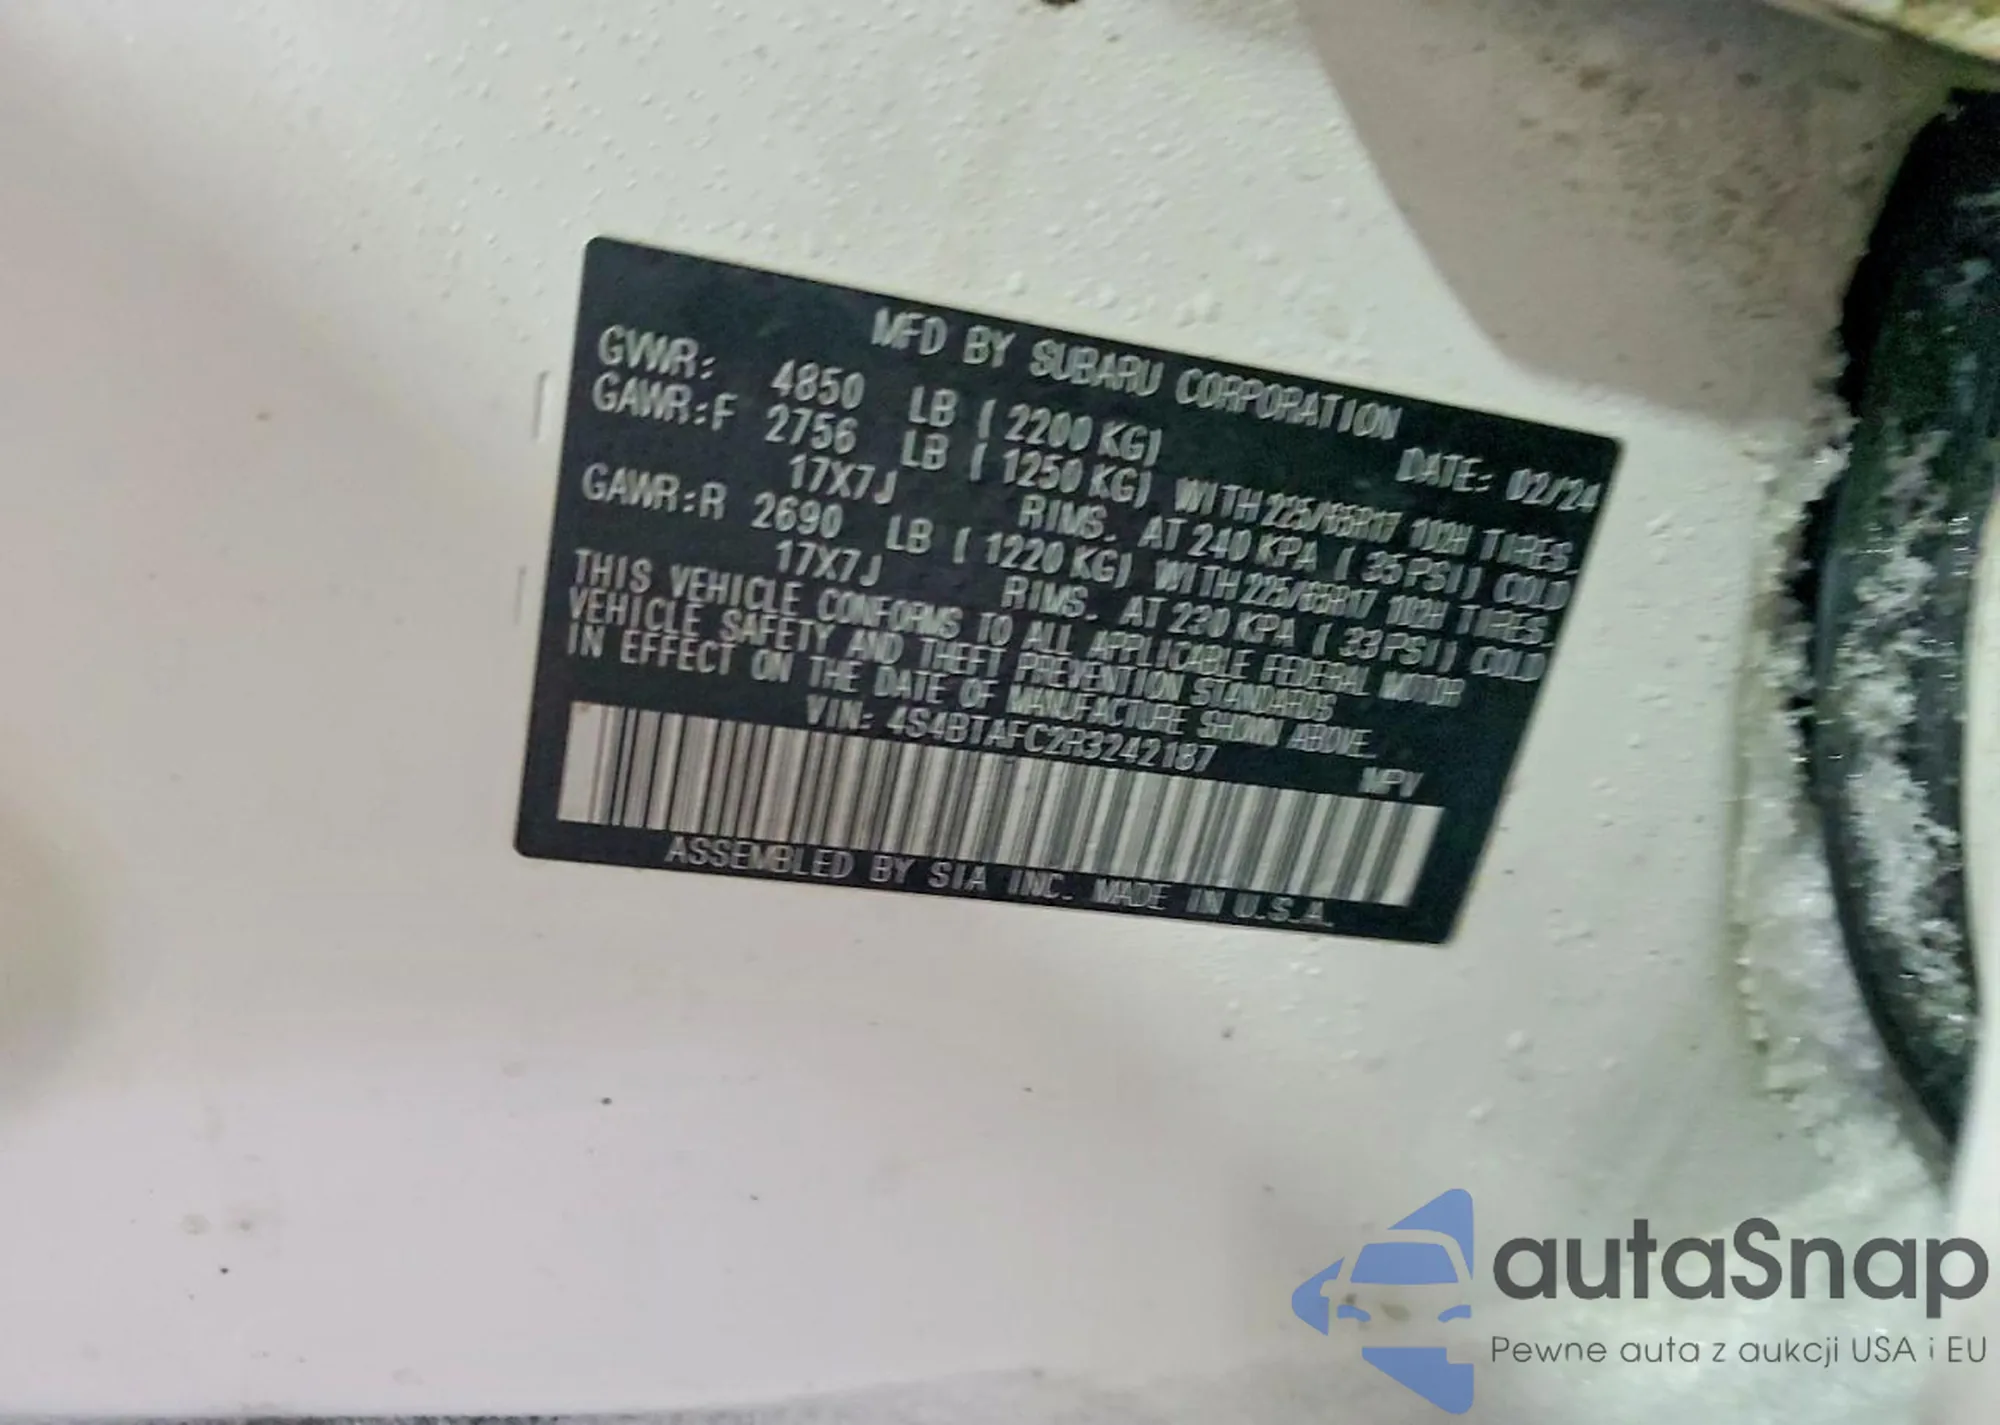 MFD BY SUBARU CORPORATION
GVWR: 4850 LB ( 2200 KG) DATE: 02/24
GAWR:F 2756 LB ( 1250 KG) WITH 225/65R17 102H TIRES.
17X7J RIMS. AT 240 KPA ( 35PSI) COLD
GAWR:R 2690 LB ( 1220 KG) WITH 225/65R17 102H TIRES.
17X7J RIMS. AT 230 KPA ( 33PSI) COLD
THIS VEHICLE CONFORMS TO ALL APPLICABLE FEDERAL MOTOR
VEHICLE SAFETY AND THEFT PREVENTION STANDARDS
IN EFFECT ON THE DATE OF MANUFACTURE SHOWN ABOVE.
VIN: 4S4BTAFC2R3242187 MPV
ASSEMBLED BY SIA INC. MADE IN U.S.A.
autaSnap
Pewne auta z aukcji USA i EU